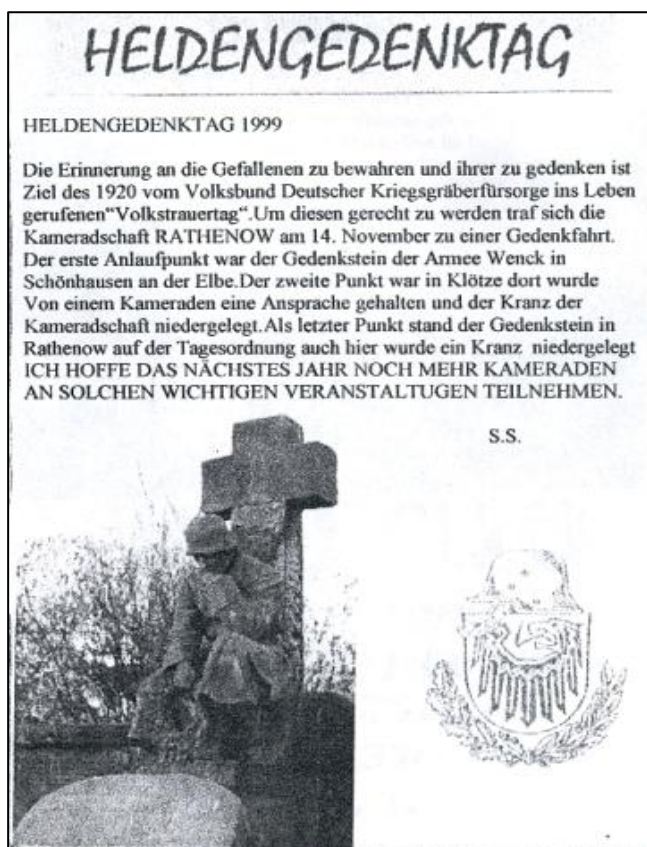 HELDENGEDENKTAG
HELDENGEDENKTAG 1999
Die Erinnerung an die Gefallenen zu bewahren und ihrer zu gedenken ist
Ziel des 1920 vom Volksbund Deutscher Kriegsgräberfürsorge ins Leben
gerufenen“Volkstrauertag“.Um diesen gerecht zu werden traf sich die
Kameradschaft RATHENOW am 14. November zu einer Gedenkfahrt.
Der erste Anlaufpunkt war der Gedenkstein der Armee Wenck in
Schönhausen an der Elbe.Der zweite Punkt war in Klötze dort wurde
Von einem Kameraden eine Ansprache gehalten und der Kranz der
Kameradschaft niedergelegt.Als letzter Punkt stand der Gedenkstein in
Rathenow auf der Tagesordnung auch hier wurde ein Kranz niedergelegt
ICH HOFFE DAS NÄCHSTES JAHR NOCH MEHR KAMERADEN
AN SOLCHEN WICHTIGEN VERANSTALTUGEN TEILNEHMEN.
S.S.